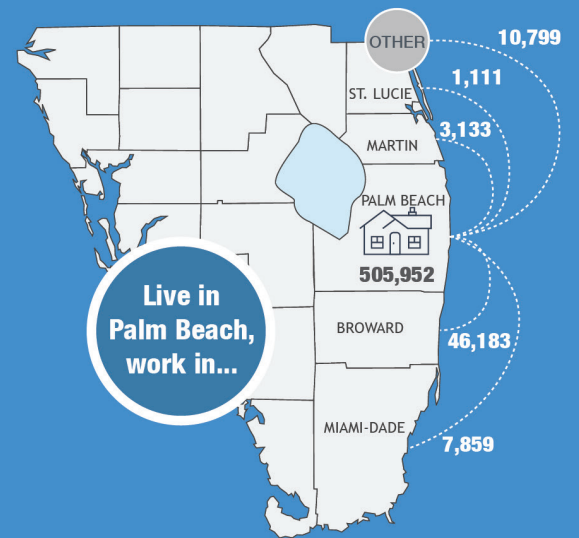 OTHER
10,799
1,111
ST. LUCIE
3,133
MARTIN
PALM BEACH
505,952
Live in
Palm Beach,
work in...
BROWARD
46,183
MIAMI-DADE
7,859